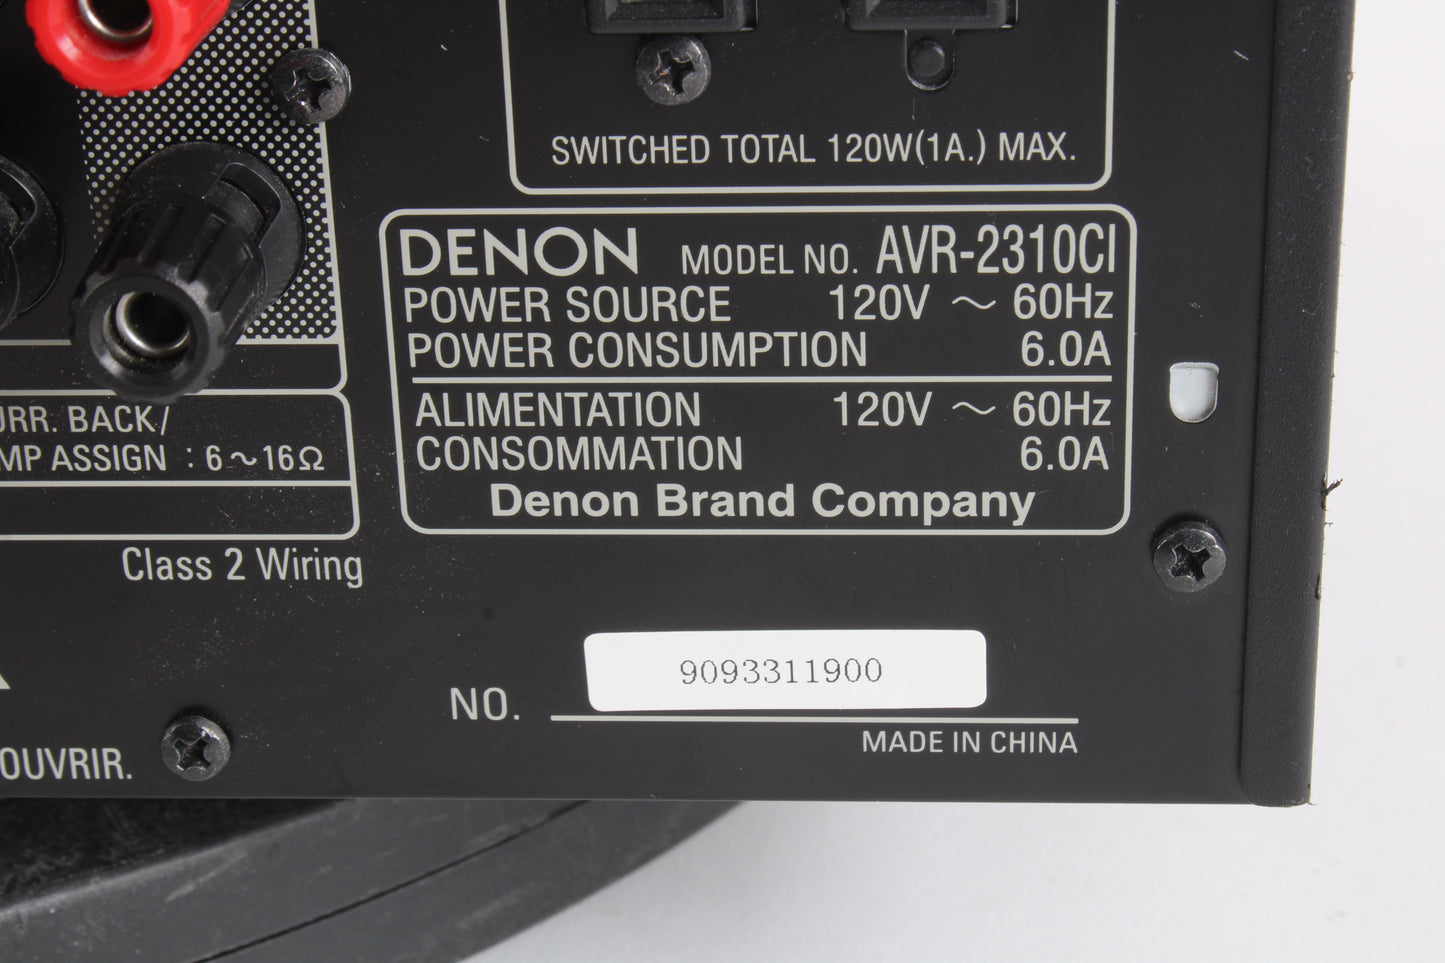 SWITCHED TOTAL 120W(1A.) MAX.
DENON MODEL NO. AVR-2310CI
POWER SOURCE 120V ~ 60Hz
POWER CONSUMPTION 6.0A
ALIMENTATION 120V ~ 60Hz
CONSOMMATION 6.0A
Denon Brand Company
BACK/
ASSIGN : 6~16Ω
Class 2 Wiring
NO. 9093311900
MADE IN CHINA
OUVRIR.